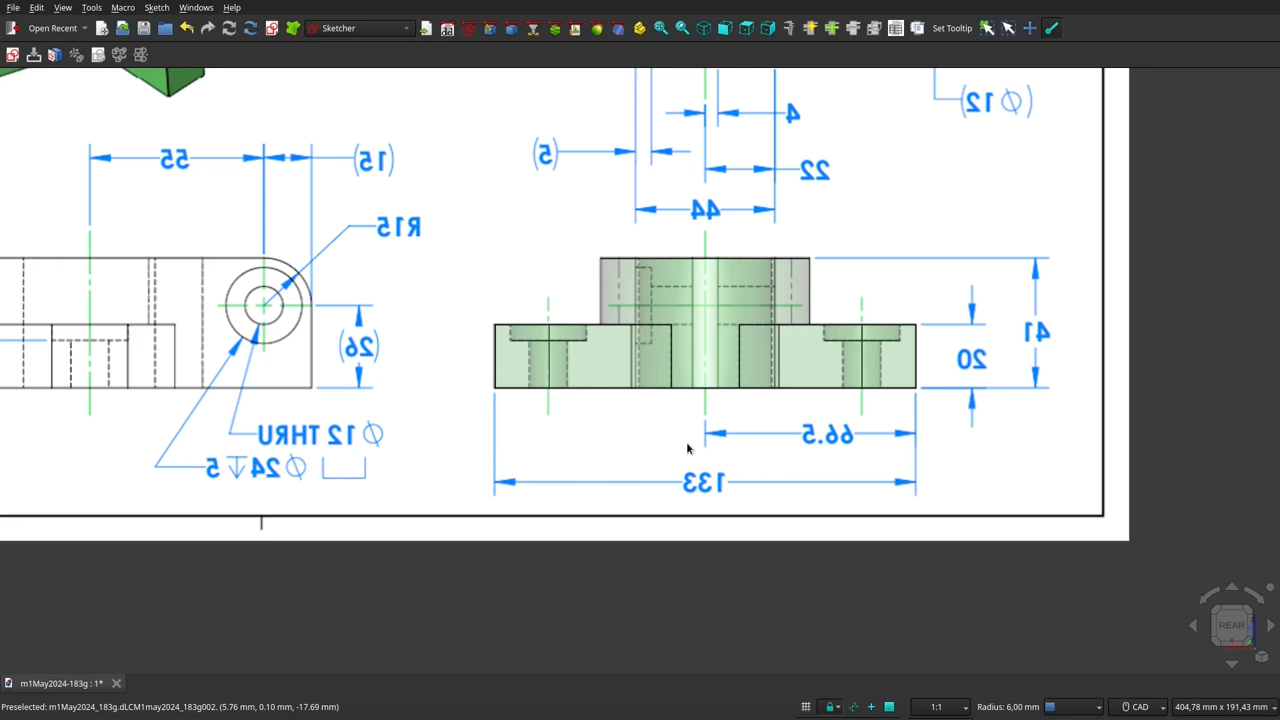 File Edit View Tools Macro Sketch Windows Help
Open Recent Sketcher Set Tooltip
(∅12)
4
(5)
22
44
55
(15)
R15
(26)
∅12 THRU
⌴ ∅24 ↧ 5
41
20
66.5
133
REAR
m1May2024-183g : 1*
Preselected: m1May2024_183g.dLCM1may2024_183g002. (5.76 mm, 0.10 mm, -17.69 mm)
1:1
Radius: 6,00 mm
CAD
404,78 mm x 191,43 mm